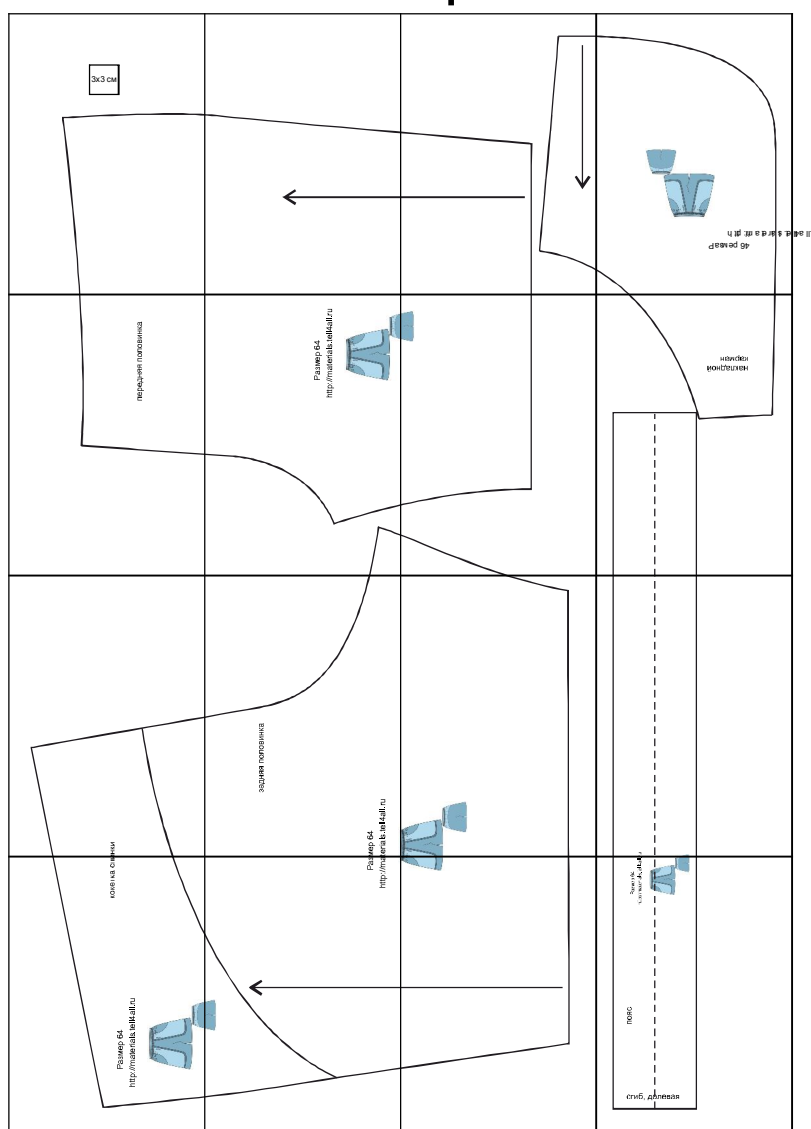 3х3 см
Размер 64
накладной
карман
передняя половинка
Размер 64
http://materials.tell4all.ru
задняя половинка
Размер 64
http://materials.tell4all.ru
кокетка спинки
Размер 64
http://materials.tell4all.ru
пояс
сгиб, долевая